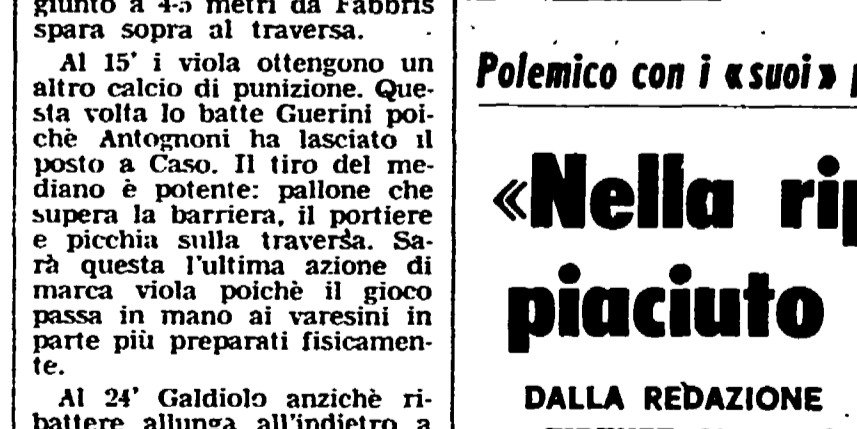 giunto a 4-5 metri da Fabbris
spara sopra al traversa.
Al 15' i viola ottengono un
altro calcio di punizione. Que-
sta volta lo batte Guerini poi-
chè Antognoni ha lasciato il
posto a Caso. Il tiro del me-
diano è potente: pallone che
supera la barriera, il portiere
e picchia sulla traversa. Sa-
rà questa l'ultima azione di
marca viola poichè il gioco
passa in mano ai varesini in
parte più preparati fisicamen-
te.
Al 24' Galdiolo anzichè ri-
battere allunga all'indietro a
Polemico con i «suoi»
«Nella
piaciuto
DALLA REDAZIONE